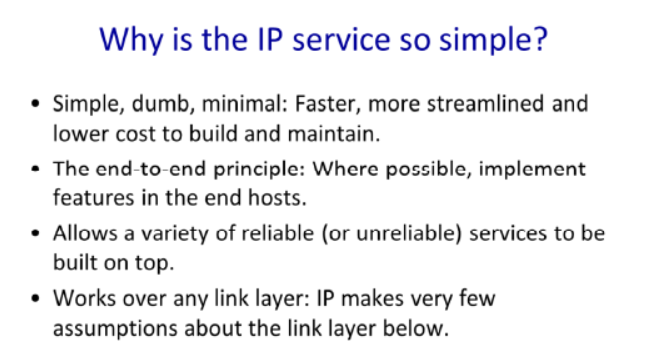 Why is the IP service so simple?
• Simple, dumb, minimal: Faster, more streamlined and
lower cost to build and maintain.
• The end-to-end principle: Where possible, implement
features in the end hosts.
• Allows a variety of reliable (or unreliable) services to be
built on top.
• Works over any link layer: IP makes very few
assumptions about the link layer below.